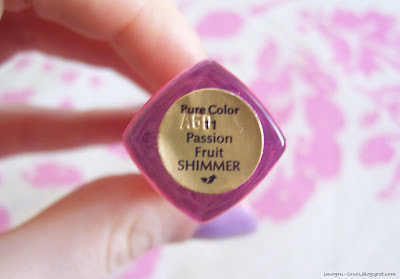 Pure Color
11
Passion
Fruit
SHIMMER
imogen-loves.blogspot.com